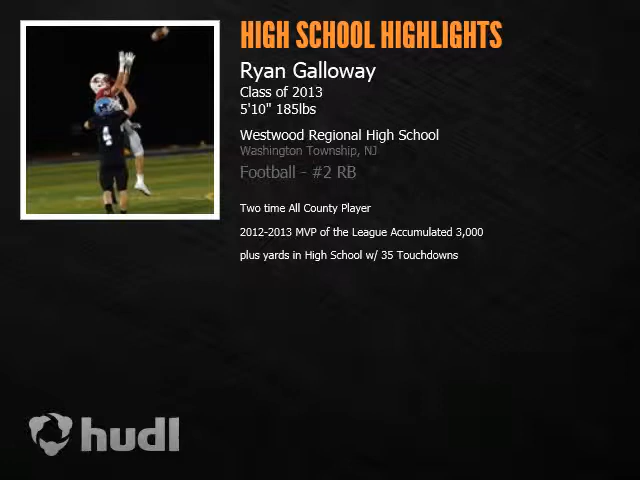 HIGH SCHOOL HIGHLIGHTS
Ryan Galloway
Class of 2013
5'10" 185lbs
Westwood Regional High School
Washington Township, NJ
Football - #2 RB
Two time All County Player
2012-2013 MVP of the League Accumulated 3,000
plus yards in High School w/ 35 Touchdowns
4
hudl